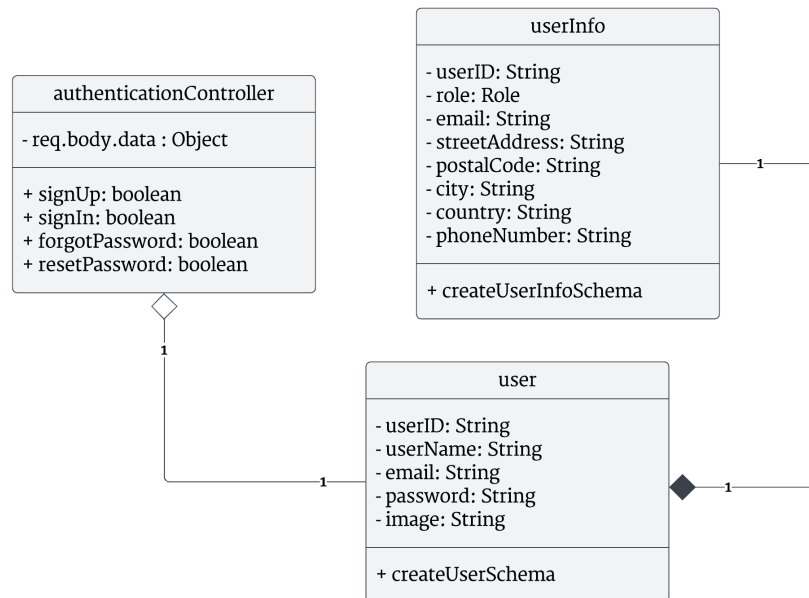 userInfo
- userID: String
- role: Role
- email: String
- streetAddress: String
- postalCode: String
- city: String
- country: String
- phoneNumber: String
+ createUserInfoSchema
1
authenticationController
- req.body.data : Object
+ signUp: boolean
+ signIn: boolean
+ forgotPassword: boolean
+ resetPassword: boolean
1
1
user
- userID: String
- userName: String
- email: String
- password: String
- image: String
+ createUserSchema
1